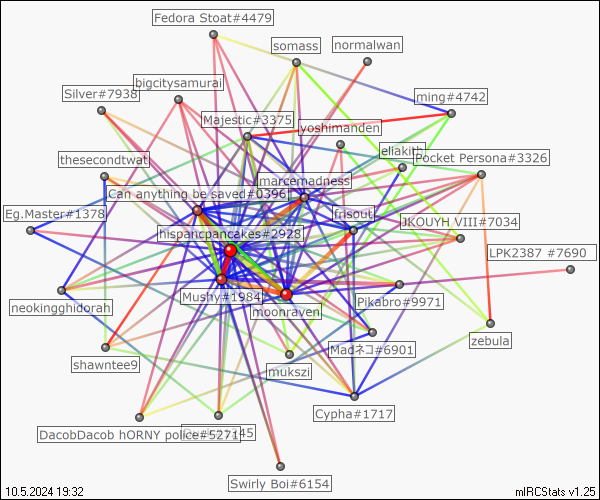 Fedora Stoat#4479
somass
normalwan
bigcitysamurai
Silver#7938
ming#4742
Majestic#3375
yoshimanden
eliakith
thesecondtwat
Pocket Persona#3326
marcemadness
Can anything be saved#0396
Eg.Master#1378
frisout
JKOUYH VIII#7034
hispanicpancakes#2928
LPK2387 #7690
Mushy#1984
neokingghidorah
moonraven
Pikabro#9971
zebula
Madネコ#6901
shawntee9
mukszi
Cypha#1717
DacobDacob hORNY police#5271
Swirly Boi#6154
10.5.2024 19:32
mIRCStats v1.25